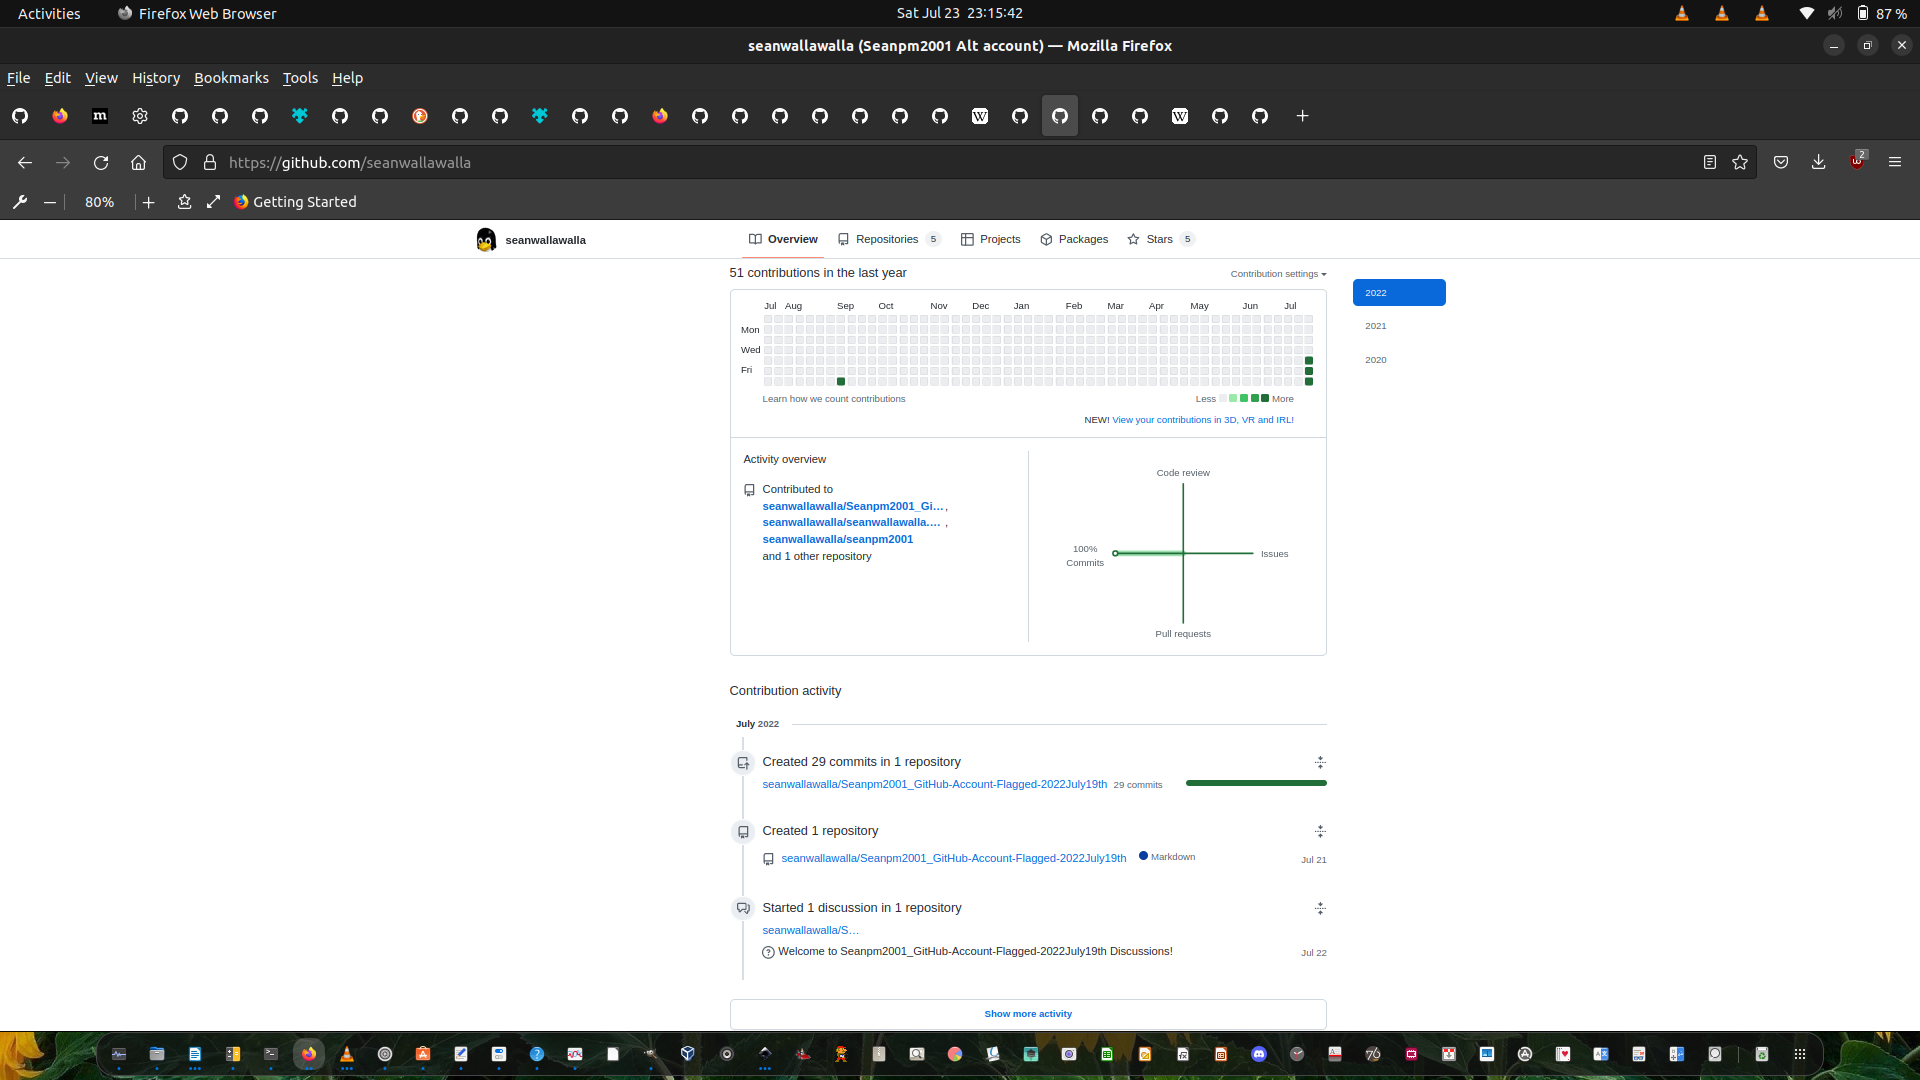 Activities
Firefox Web Browser
Sat Jul 23 23:15:42
87 %
seanwallawalla (Seanpm2001 Alt account) — Mozilla Firefox
File Edit View History Bookmarks Tools Help
https://github.com/seanwallawalla
2
80%
Getting Started
seanwallawalla
Overview
Repositories 5
Projects
Packages
Stars 5
51 contributions in the last year
Contribution settings
2022
2021
2020
Jul Aug Sep Oct Nov Dec Jan Feb Mar Apr May Jun Jul
Mon
Wed
Fri
Learn how we count contributions
Less More
NEW! View your contributions in 3D, VR and IRL!
Activity overview
Contributed to
seanwallawalla/Seanpm2001_Gi…,
seanwallawalla/seanwallawalla.… ,
seanwallawalla/seanpm2001
and 1 other repository
Code review
100%
Commits
Issues
Pull requests
Contribution activity
July 2022
Created 29 commits in 1 repository
seanwallawalla/Seanpm2001_GitHub-Account-Flagged-2022July19th 29 commits
Created 1 repository
seanwallawalla/Seanpm2001_GitHub-Account-Flagged-2022July19th Markdown Jul 21
Started 1 discussion in 1 repository
seanwallawalla/S…
Welcome to Seanpm2001_GitHub-Account-Flagged-2022July19th Discussions! Jul 22
Show more activity